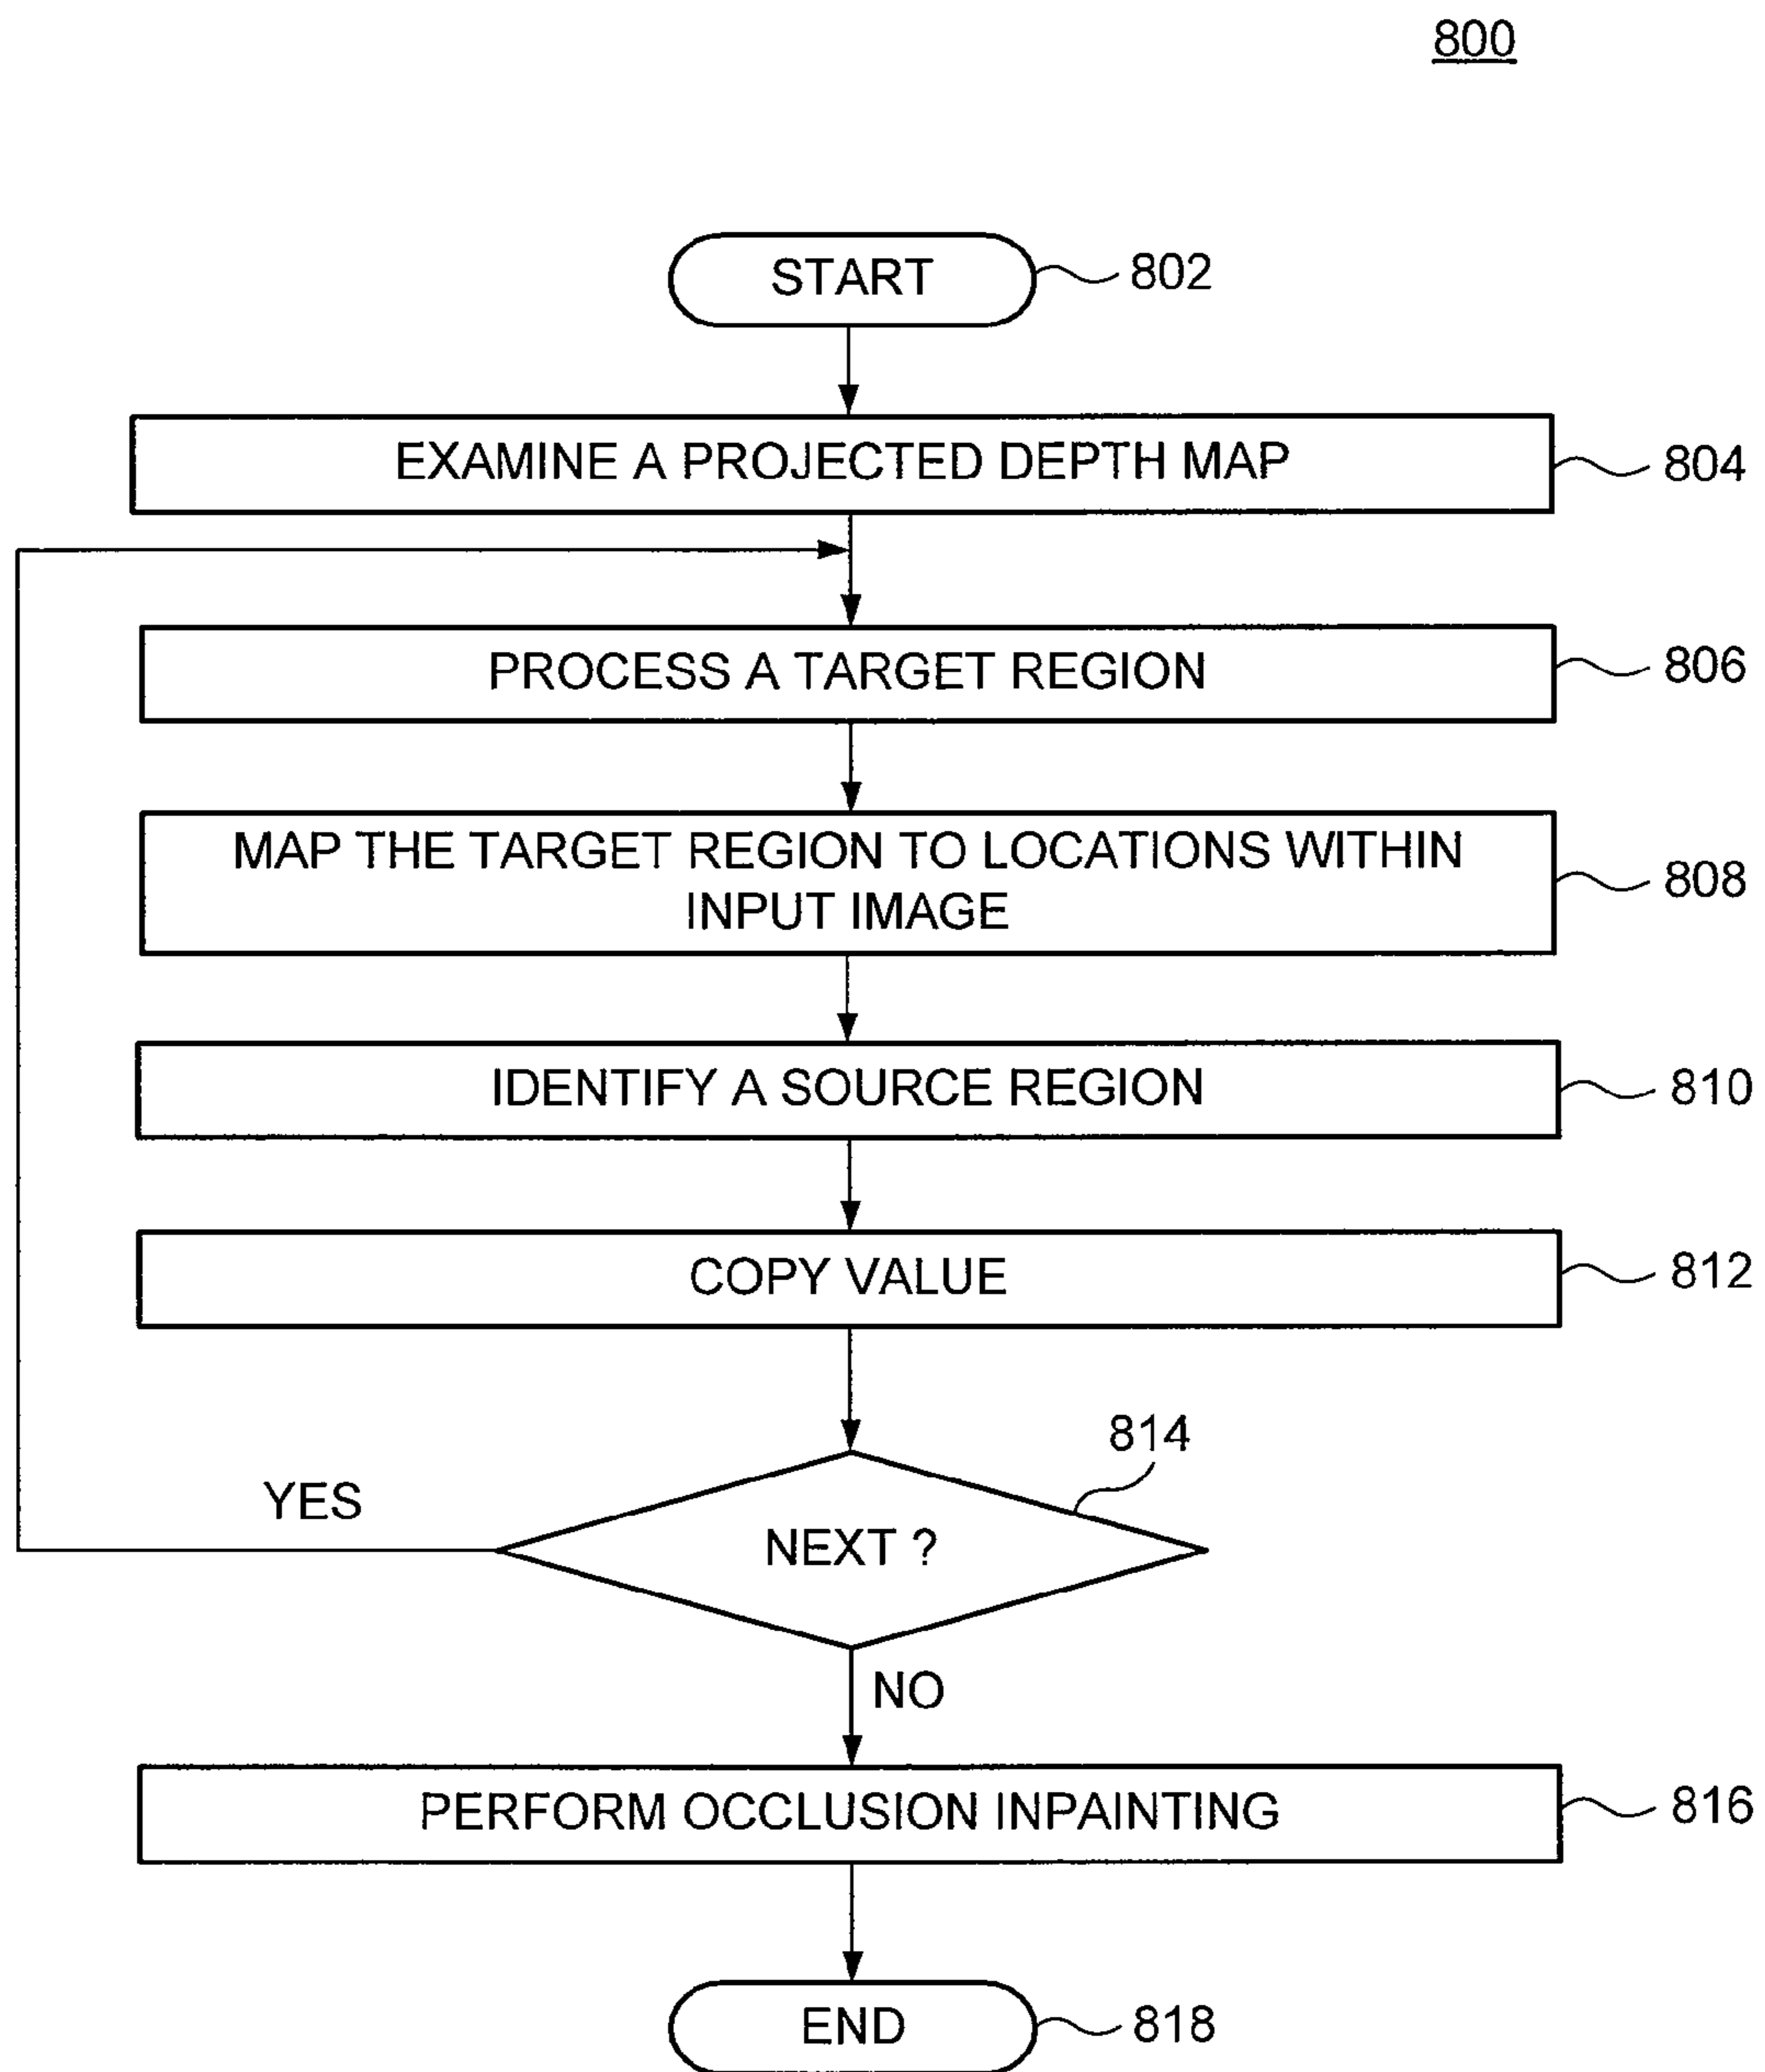 800
START
802
EXAMINE A PROJECTED DEPTH MAP
804
PROCESS A TARGET REGION
806
MAP THE TARGET REGION TO LOCATIONS WITHIN
INPUT IMAGE
808
IDENTIFY A SOURCE REGION
810
COPY VALUE
812
814
YES
NEXT ?
NO
PERFORM OCCLUSION INPAINTING
816
END
818